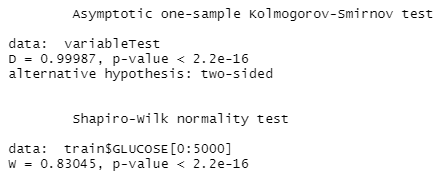 Asymptotic one-sample Kolmogorov-Smirnov test
data:  variableTest
D = 0.99987, p-value < 2.2e-16
alternative hypothesis: two-sided
Shapiro-Wilk normality test
data:  train$GLUCOSE[0:5000]
W = 0.83045, p-value < 2.2e-16